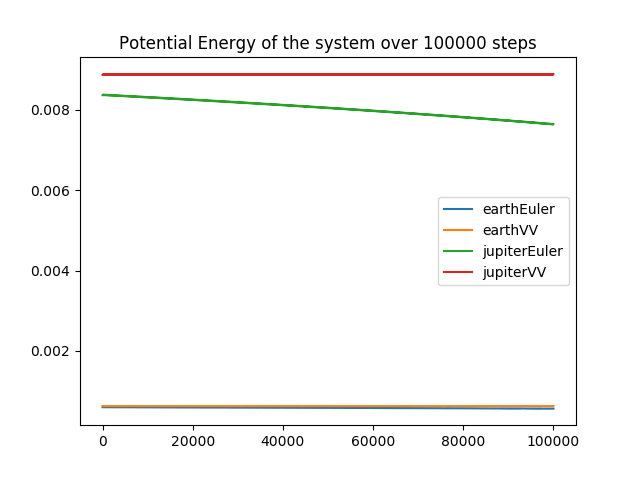 Potential Energy of the system over 100000 steps
0.008
0.006
0.004
0.002
earthEuler
earthVV
jupiterEuler
jupiterVV
0 20000 40000 60000 80000 100000